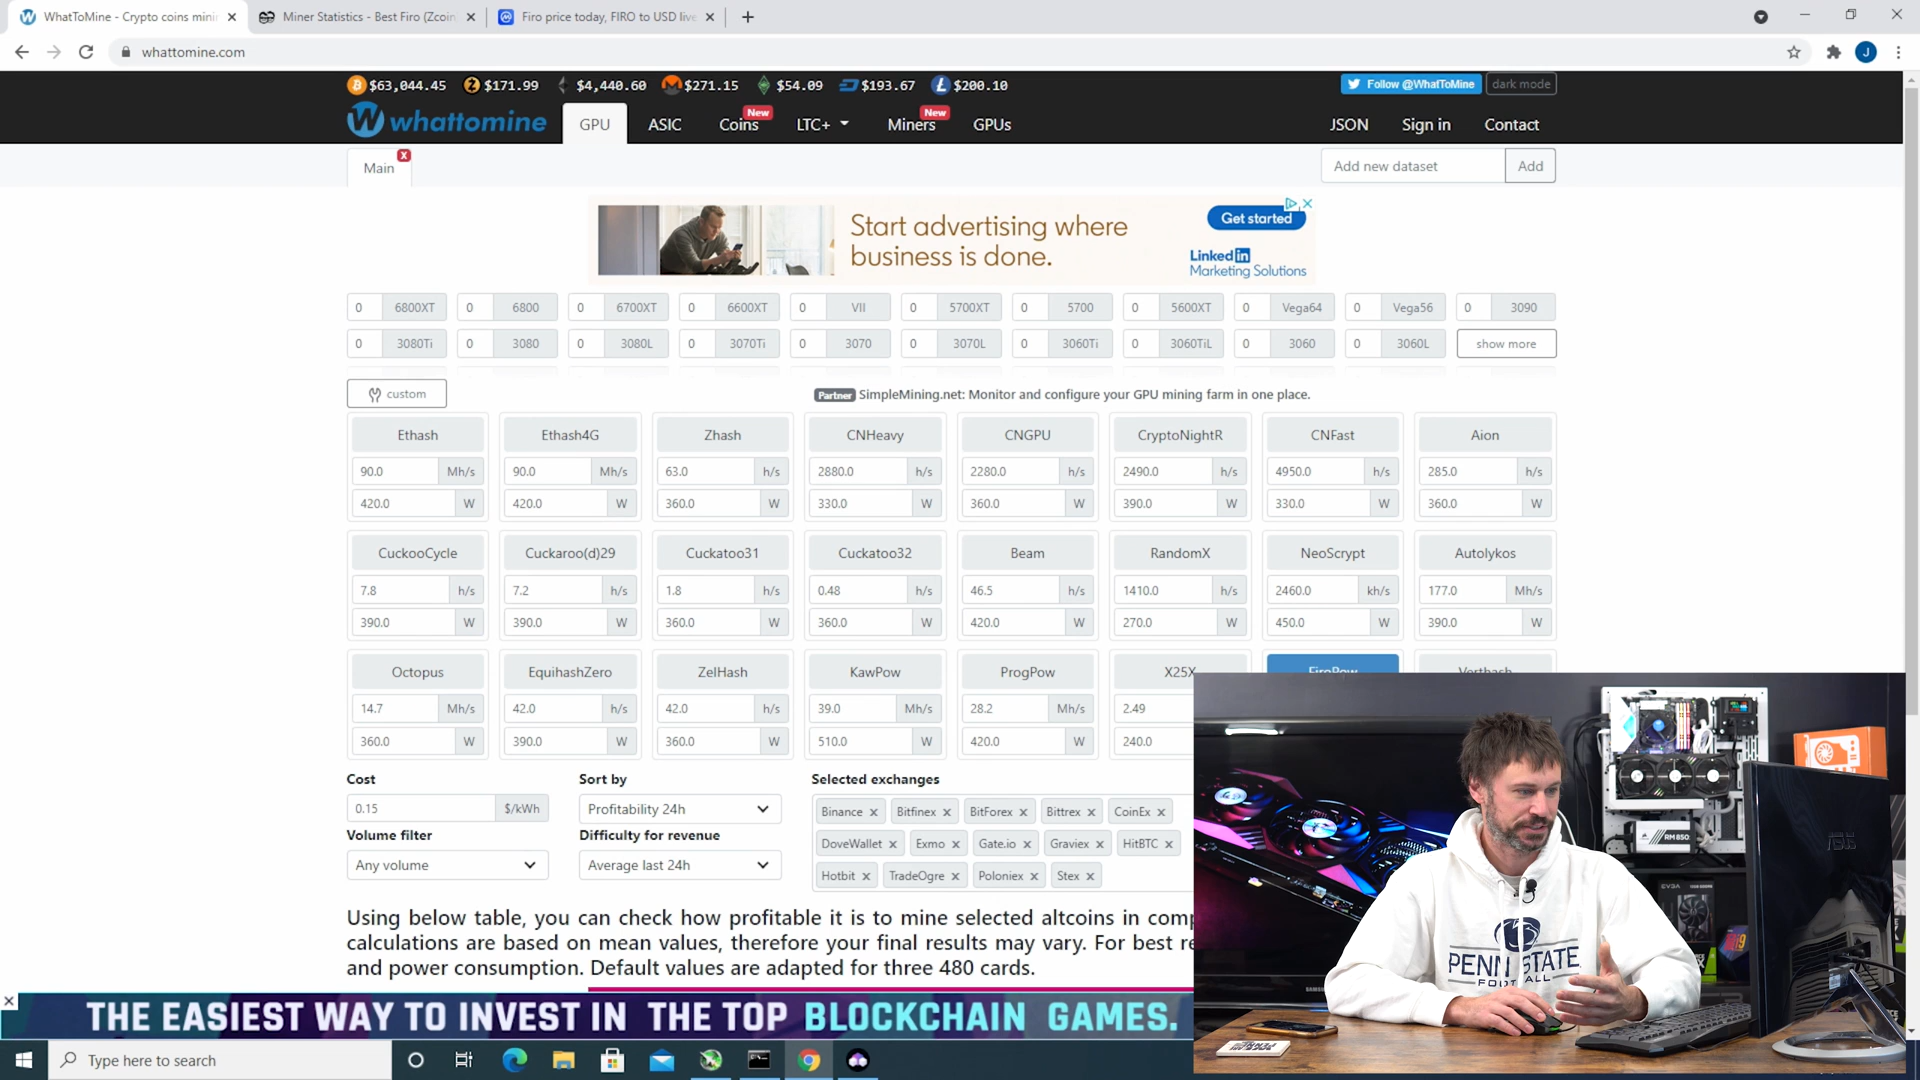 WhatToMine - Crypto coins mini
Miner Statistics - Best Firo (Zcoin
Firo price today, FIRO to USD live
J
whattomine.com
$63,044.45 $171.99 $4,440.60 $271.15 $54.09 $193.67 $200.10
Follow @WhatToMine
dark mode
whattomine
GPU
ASIC
Coins New
LTC+
Miners New
GPUs
JSON
Sign in
Contact
Main x
Add new dataset
Add
Start advertising where
business is done.
Get started
Linked in
Marketing Solutions
0 6800XT 0 6800 0 6700XT 0 6600XT 0 VII 0 5700XT 0 5700 0 5600XT 0 Vega64 0 Vega56 0 3090
0 3080Ti 0 3080 0 3080L 0 3070Ti 0 3070 0 3070L 0 3060Ti 0 3060TiL 0 3060 0 3060L show more
custom
Partner SimpleMining.net: Monitor and configure your GPU mining farm in one place.
Ethash Ethash4G Zhash CNHeavy CNGPU CryptoNightR CNFast Aion
90.0 Mh/s 90.0 Mh/s 63.0 h/s 2880.0 h/s 2280.0 h/s 2490.0 h/s 4950.0 h/s 285.0 h/s
420.0 W 420.0 W 360.0 W 330.0 W 360.0 W 390.0 W 330.0 W 360.0 W
CuckooCycle Cuckaroo(d)29 Cuckatoo31 Cuckatoo32 Beam RandomX NeoScrypt Autolykos
7.8 h/s 7.2 h/s 1.8 h/s 0.48 h/s 46.5 h/s 1410.0 h/s 2460.0 kh/s 177.0 Mh/s
390.0 W 390.0 W 360.0 W 360.0 W 420.0 W 270.0 W 450.0 W 390.0 W
Octopus EquihashZero ZelHash KawPow ProgPow X25X FiroPow Verthash
14.7 Mh/s 42.0 h/s 42.0 h/s 39.0 Mh/s 28.2 Mh/s 2.49
360.0 W 390.0 W 360.0 W 510.0 W 420.0 W 240.0
Cost
0.15 $/kWh
Volume filter
Any volume
Sort by
Profitability 24h
Difficulty for revenue
Average last 24h
Selected exchanges
Binance Bitfinex BitForex Bittrex CoinEx
DoveWallet Exmo Gate.io Graviex HitBTC
Hotbit TradeOgre Poloniex Stex
Using below table, you can check how profitable it is to mine selected altcoins in comp
calculations are based on mean values, therefore your final results may vary. For best re
and power consumption. Default values are adapted for three 480 cards.
THE EASIEST WAY TO INVEST IN THE TOP BLOCKCHAIN GAMES.
Type here to search
RM 850
EVGA
ASUS
SAMSUNG
PENN STATE
FOOTBALL